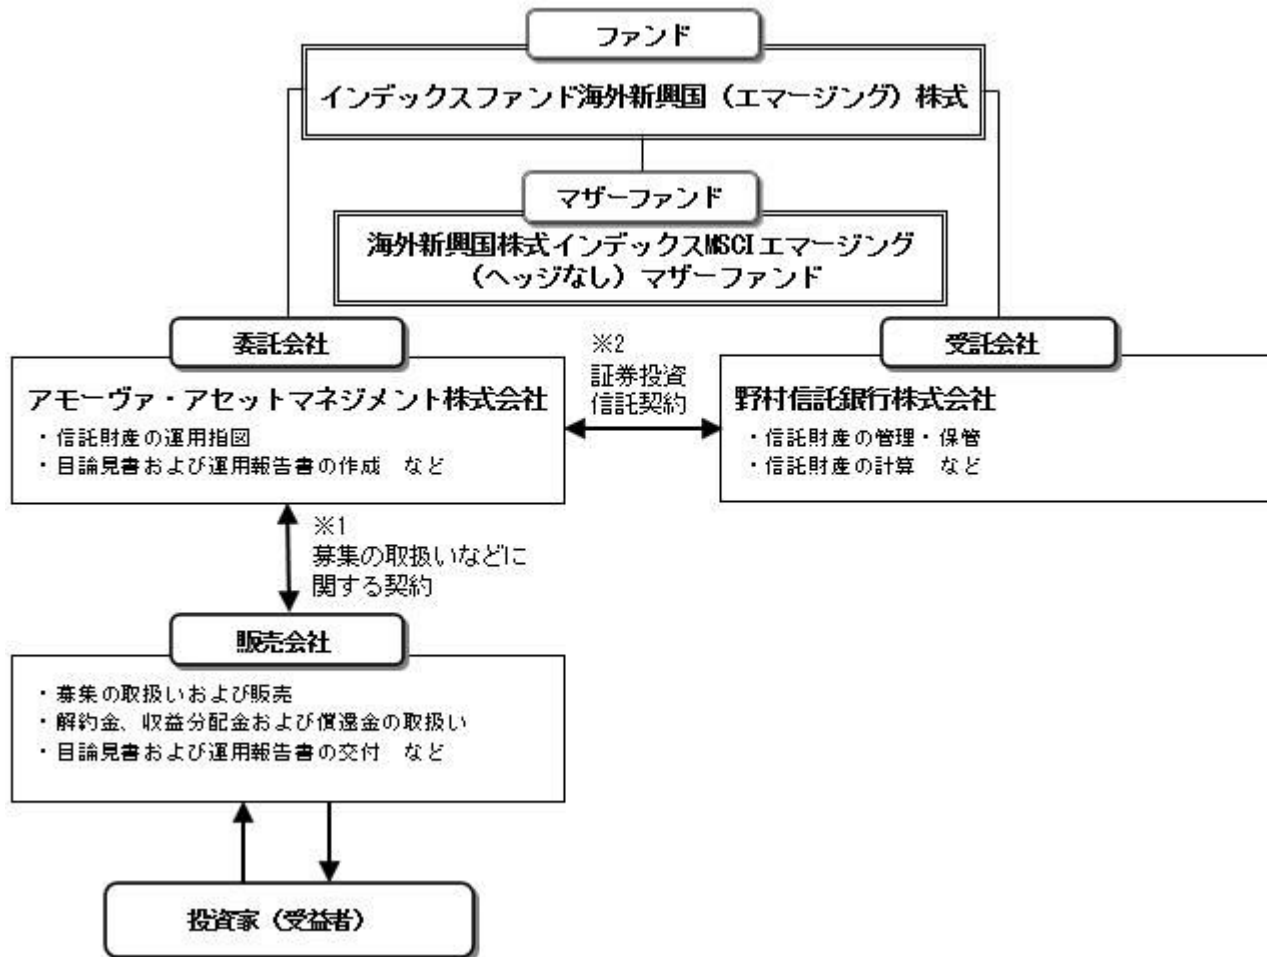 ファンド
インデックスファンド海外新興国（エマージング）株式
マザーファンド
海外新興国株式インデックスMSCIエマージング
（ヘッジなし）マザーファンド
委託会社
アモーヴァ・アセットマネジメント株式会社
・信託財産の運用指図
・目論見書および運用報告書の作成　など
※2
証券投資
信託契約
受託会社
野村信託銀行株式会社
・信託財産の管理・保管
・信託財産の計算　など
※1
募集の取扱いなどに
関する契約
販売会社
・募集の取扱いおよび販売
・解約金、収益分配金および償還金の取扱い
・目論見書および運用報告書の交付　など
投資家（受益者）